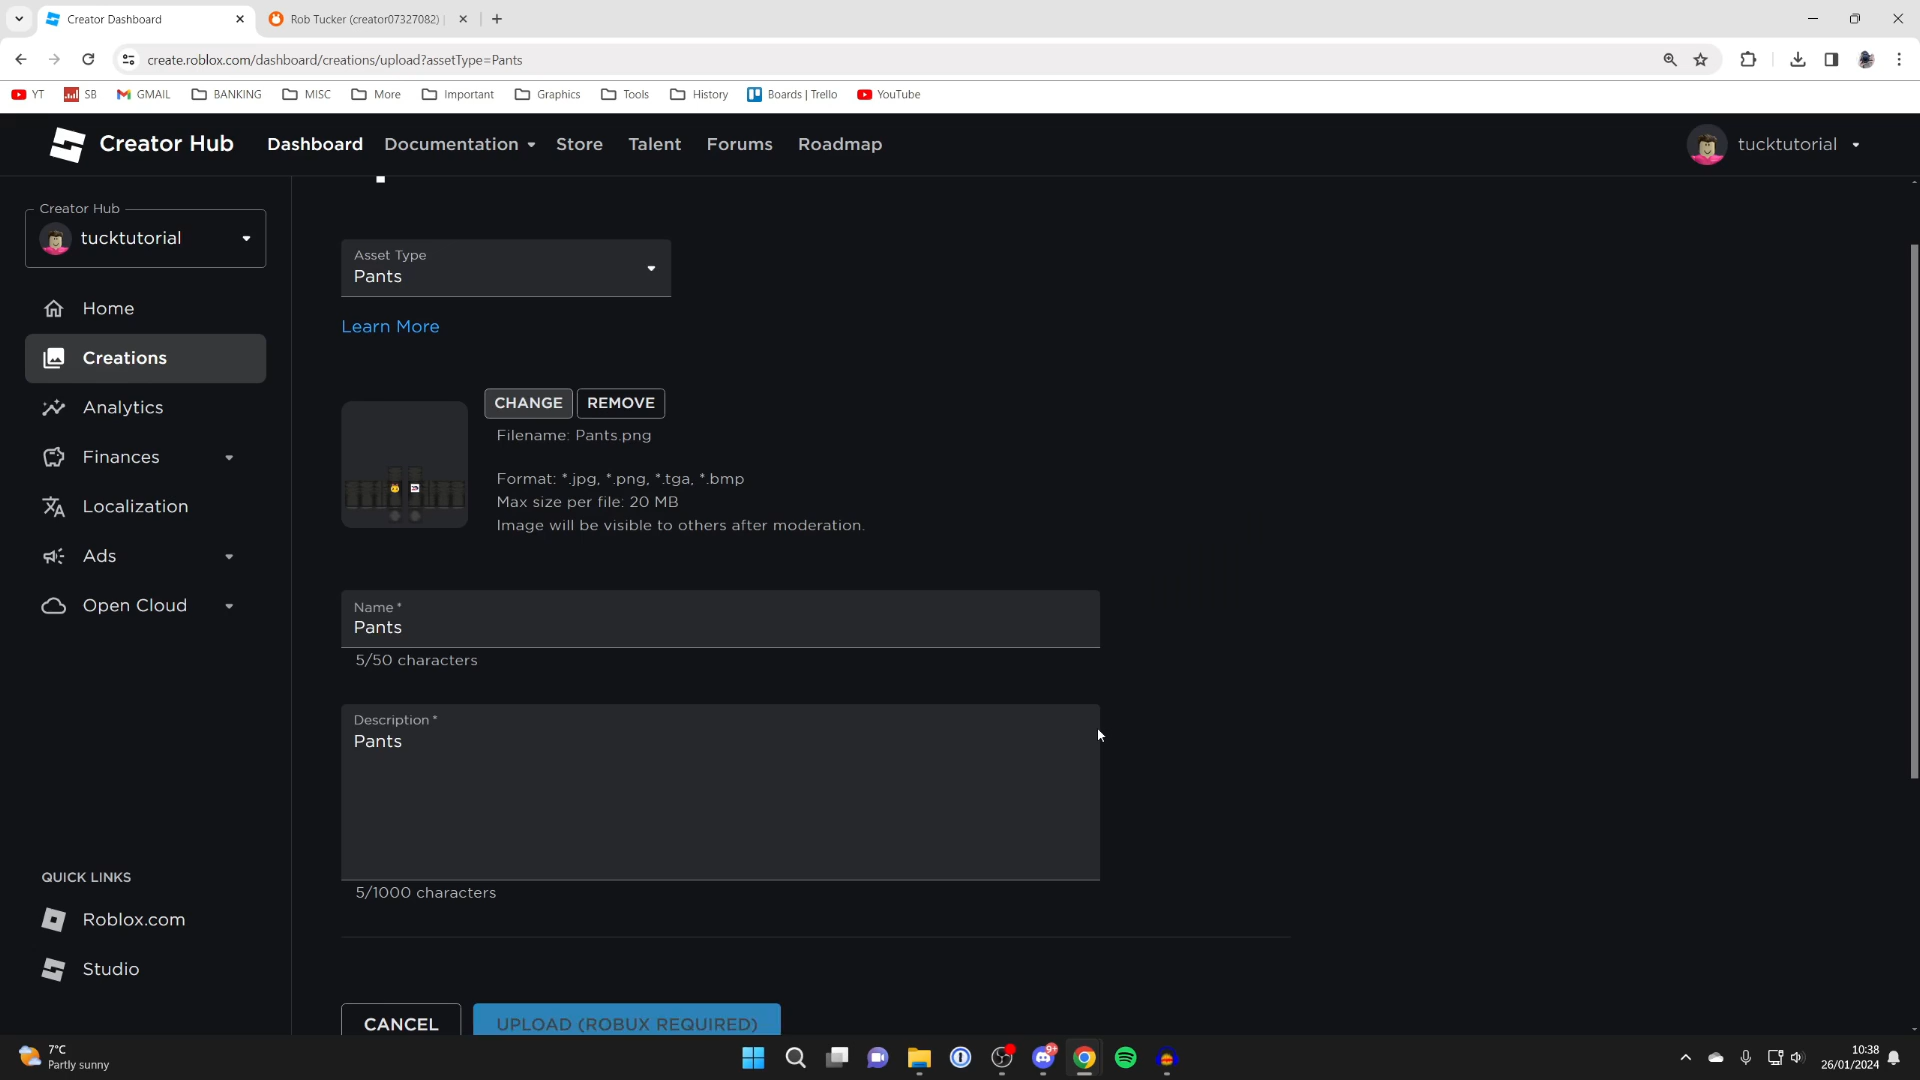 Creator Dashboard
Rob Tucker (creator07327082)
create.roblox.com/dashboard/creations/upload?assetType=Pants
YT
SB
GMAIL
BANKING
MISC
More
Important
Graphics
Tools
History
Boards | Trello
YouTube
Creator Hub
Dashboard
Documentation
Store
Talent
Forums
Roadmap
tucktutorial
Creator Hub
tucktutorial
Home
Creations
Analytics
Finances
Localization
Ads
Open Cloud
QUICK LINKS
Roblox.com
Studio
Asset Type
Pants
Learn More
CHANGE
REMOVE
Filename: Pants.png
Format: *.jpg, *.png, *.tga, *.bmp
Max size per file: 20 MB
Image will be visible to others after moderation.
Name*
Pants
5/50 characters
Description*
Pants
5/1000 characters
CANCEL
UPLOAD (ROBUX REQUIRED)
7°C
Partly sunny
9+
10:38
26/01/2024